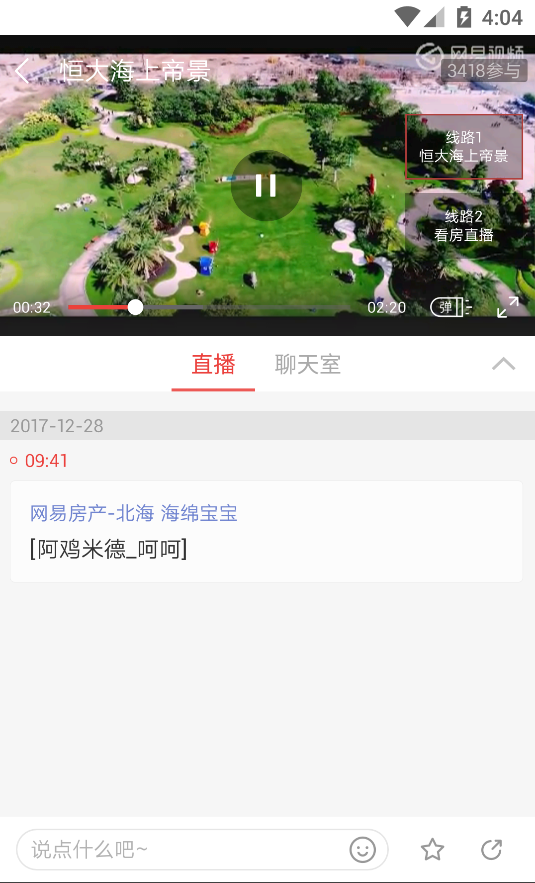 4:04
网易视频
恒大海上帝景
3418参与
线路1
恒大海上帝景
线路2
看房直播
00:32
02:20
弹
直播
聊天室
2017-12-28
09:41
网易房产-北海 海绵宝宝
[阿鸡米德_呵呵]
说点什么吧~